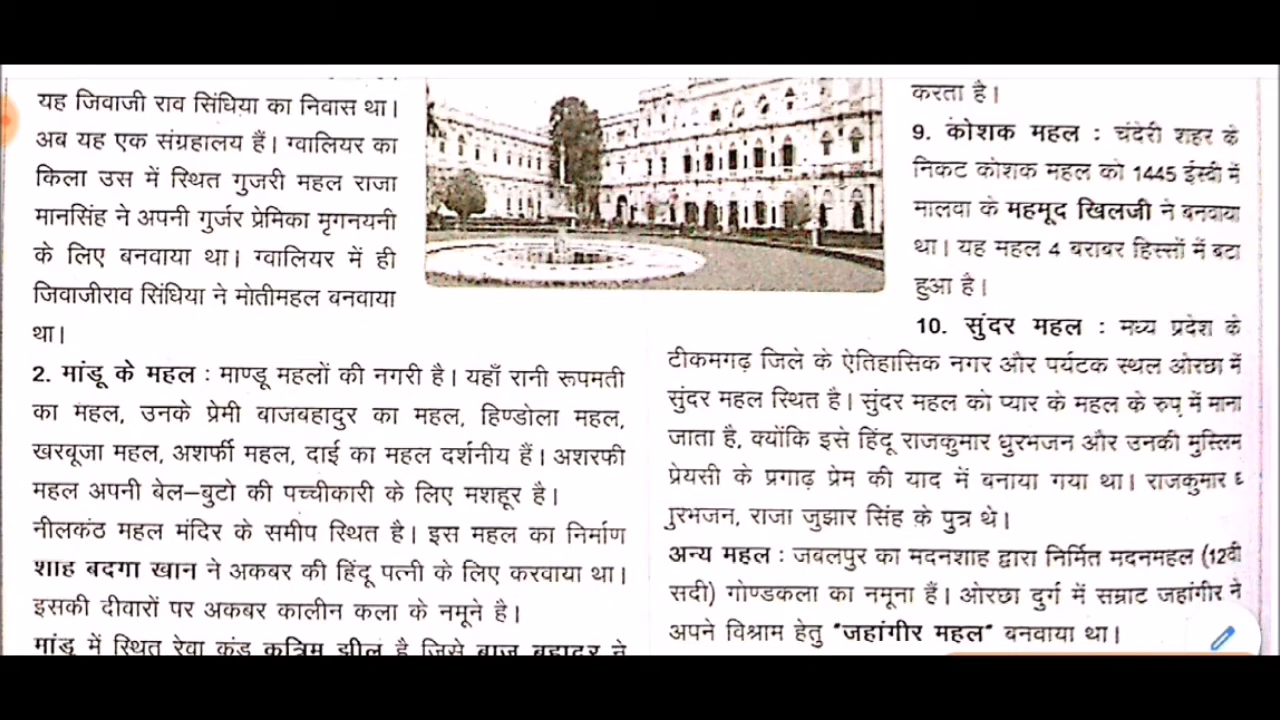 यह जिवाजी राव सिंधिया का निवास था।
अब यह एक संग्रहालय हैं। ग्वालियर का
किला उस में स्थित गुजरी महल राजा
मानसिंह ने अपनी गुर्जर प्रेमिका मृगनयनी
के लिए बनवाया था। ग्वालियर में ही
जिवाजीराव सिंधिया ने मोतीमहल बनवाया
था।
2. मांडू के महल : माण्डू महलों की नगरी है। यहाँ रानी रूपमती
का महल, उनके प्रेमी बाजबहादुर का महल, हिण्डोला महल,
खरबूजा महल, अशर्फी महल, दाई का महल दर्शनीय हैं। अशरफी
महल अपनी बेल–बुटो की पच्चीकारी के लिए मशहूर है।
नीलकंठ महल मंदिर के समीप स्थित है। इस महल का निर्माण
शाह बदगा खान ने अकबर की हिंदू पत्नी के लिए करवाया था।
इसकी दीवारों पर अकबर कालीन कला के नमूने है।
मांडू में स्थित रेवा कुंड कृत्रिम झील है जिसे बाज बहादुर ने
करता है।
9. कोशक महल : चंदेरी शहर के
निकट कोशक महल को 1445 ईस्वी में
मालवा के महमूद खिलजी ने बनवाया
था। यह महल 4 बराबर हिस्सों में बटा
हुआ है।
10. सुंदर महल : मध्य प्रदेश के
टीकमगढ़ जिले के ऐतिहासिक नगर और पर्यटक स्थल ओरछा में
सुंदर महल स्थित है। सुंदर महल को प्यार के महल के रुप में माना
जाता है, क्योंकि इसे हिंदू राजकुमार धुरभजन और उनकी मुस्लिम
प्रेयसी के प्रगाढ़ प्रेम की याद में बनाया गया था। राजकुमार ध
ुरभजन, राजा जुझार सिंह के पुत्र थे।
अन्य महल : जबलपुर का मदनशाह द्वारा निर्मित मदनमहल (12वी
सदी) गोण्डकला का नमूना हैं। ओरछा दुर्ग में सम्राट जहांगीर ने
अपने विश्राम हेतु "जहांगीर महल" बनवाया था।